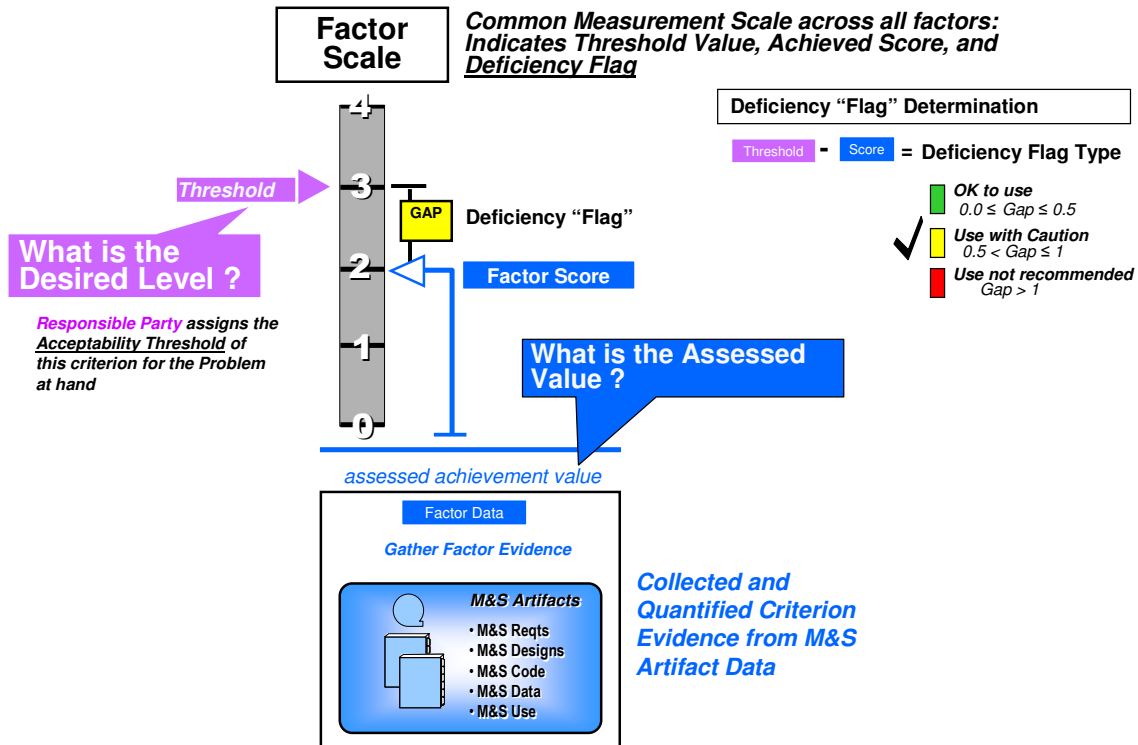 Factor
Scale
Common Measurement Scale across all factors:
Indicates Threshold Value, Achieved Score, and
Deficiency Flag
Deficiency “Flag” Determination
Threshold - Score = Deficiency Flag Type
OK to use
0.0 ≤ Gap ≤ 0.5
Use with Caution
0.5 < Gap ≤ 1
Use not recommended
Gap > 1
4
3
2
1
0
Threshold
GAP
Deficiency “Flag”
Factor Score
What is the
Desired Level ?
Responsible Party assigns the
Acceptability Threshold of
this criterion for the Problem
at hand
What is the Assessed
Value ?
assessed achievement value
Factor Data
Gather Factor Evidence
M&S Artifacts
• M&S Reqts
• M&S Designs
• M&S Code
• M&S Data
• M&S Use
Collected and
Quantified Criterion
Evidence from M&S
Artifact Data